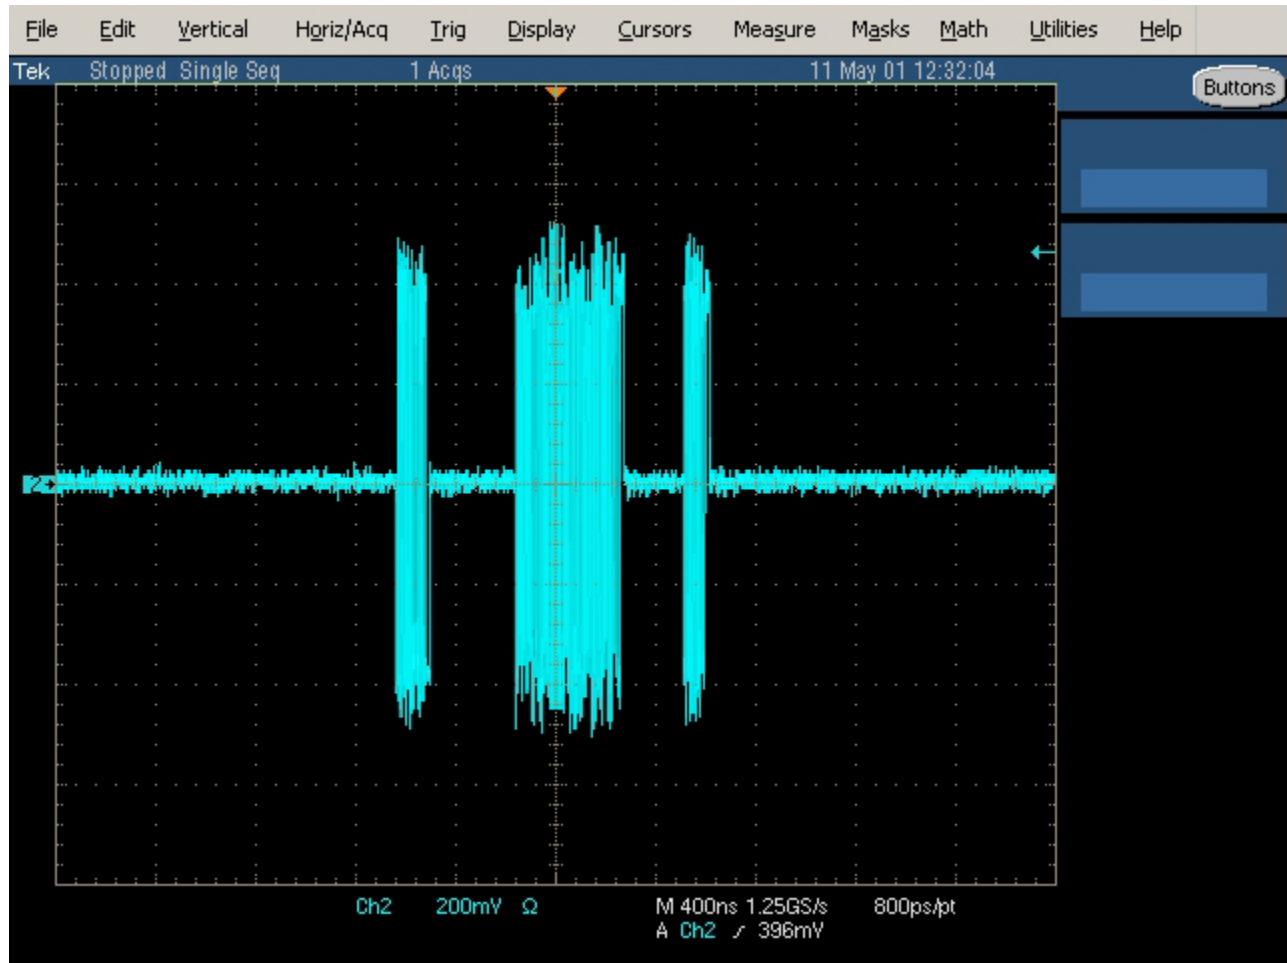 File Edit Vertical Horiz/Acq Trig Display Cursors Measure Masks Math Utilities Help
Tek Stopped Single Seq 1 Acqs 11 May 01 12:32:04
Buttons
2
Ch2 200mV Ω M 400ns 1.25GS/s 800ps/pt
A Ch2 396mV